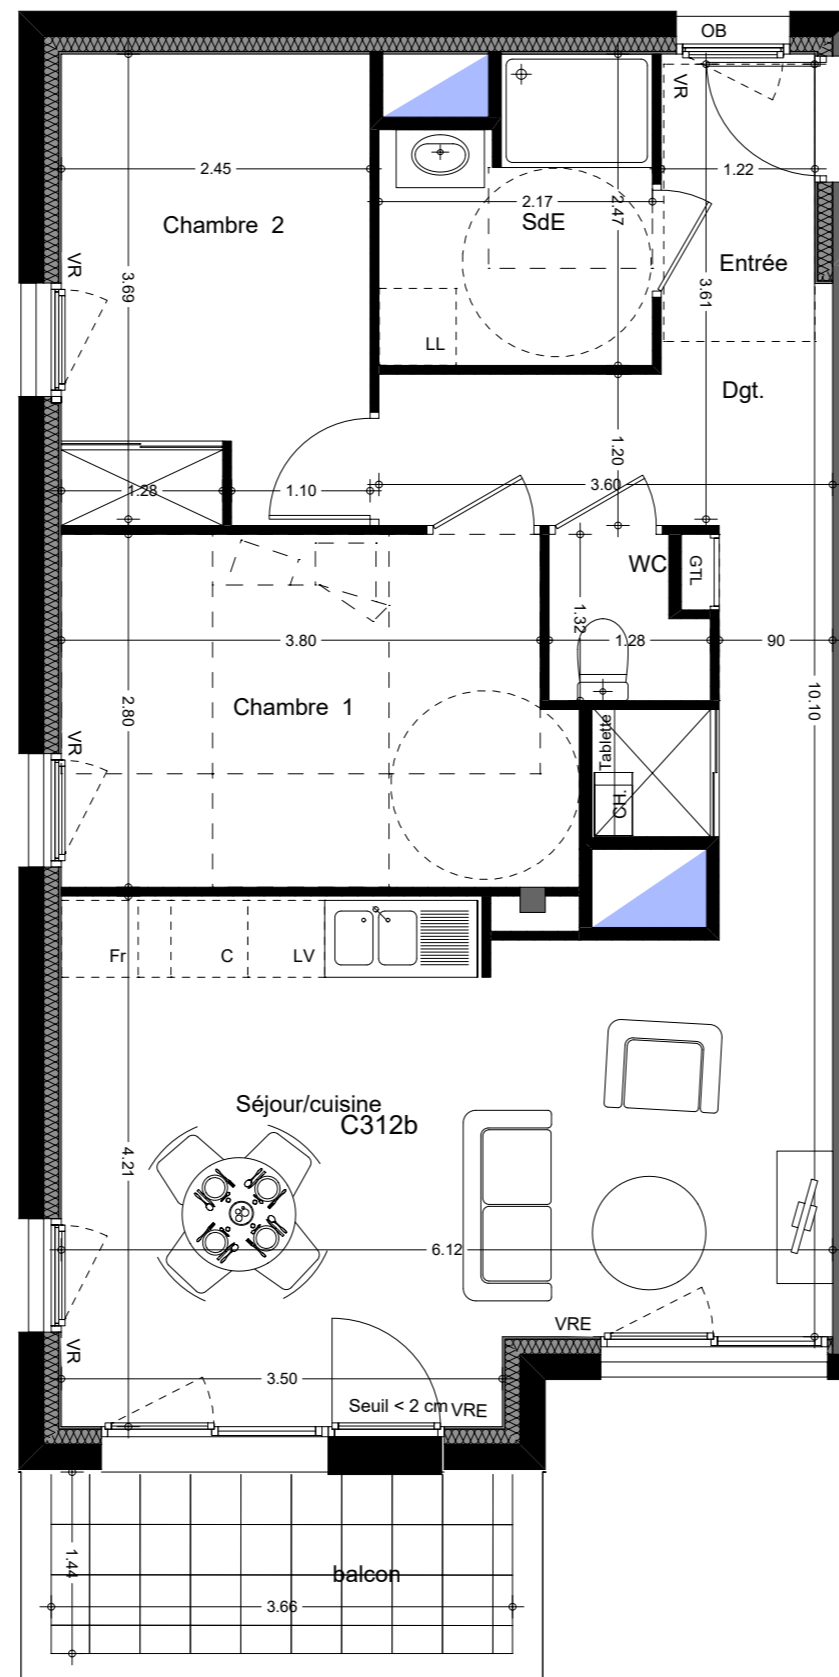 OB
VR
2.45
1.22
2.17
2.47
SdE
Chambre 2
Entrée
VR
3.69
3.61
LL
Dgt.
1.20
3.60
1.28
1.10
WC
GTL
1.32
3.80
1.28
90
2.80
Chambre 1
10.10
VR
Tablette
CH.
Fr
C
LV
Séjour/cuisine
C312b
4.21
6.12
VRE
VR
3.50
Seuil < 2 cm
VRE
1.44
balcon
3.66